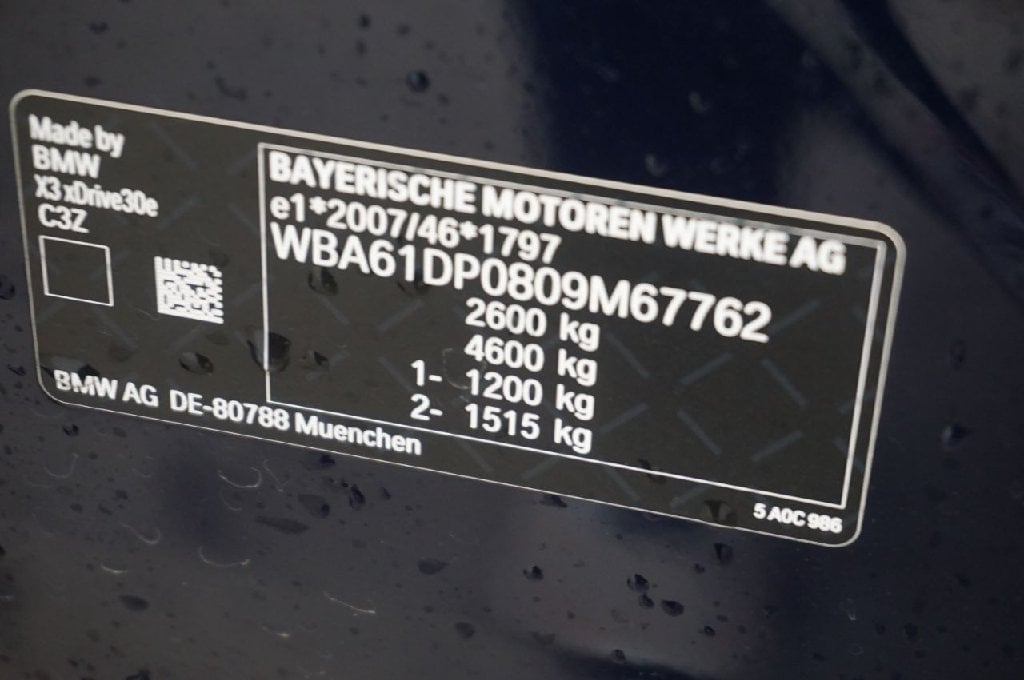 Made by
BMW
X3 xDrive30e
C3Z
BAYERISCHE MOTOREN WERKE AG
e1*2007/46*1797
WBA61DP0809M67762
2600 kg
4600 kg
1- 1200 kg
2- 1515 kg
BMW AG DE-80788 Muenchen
5 A0C 986